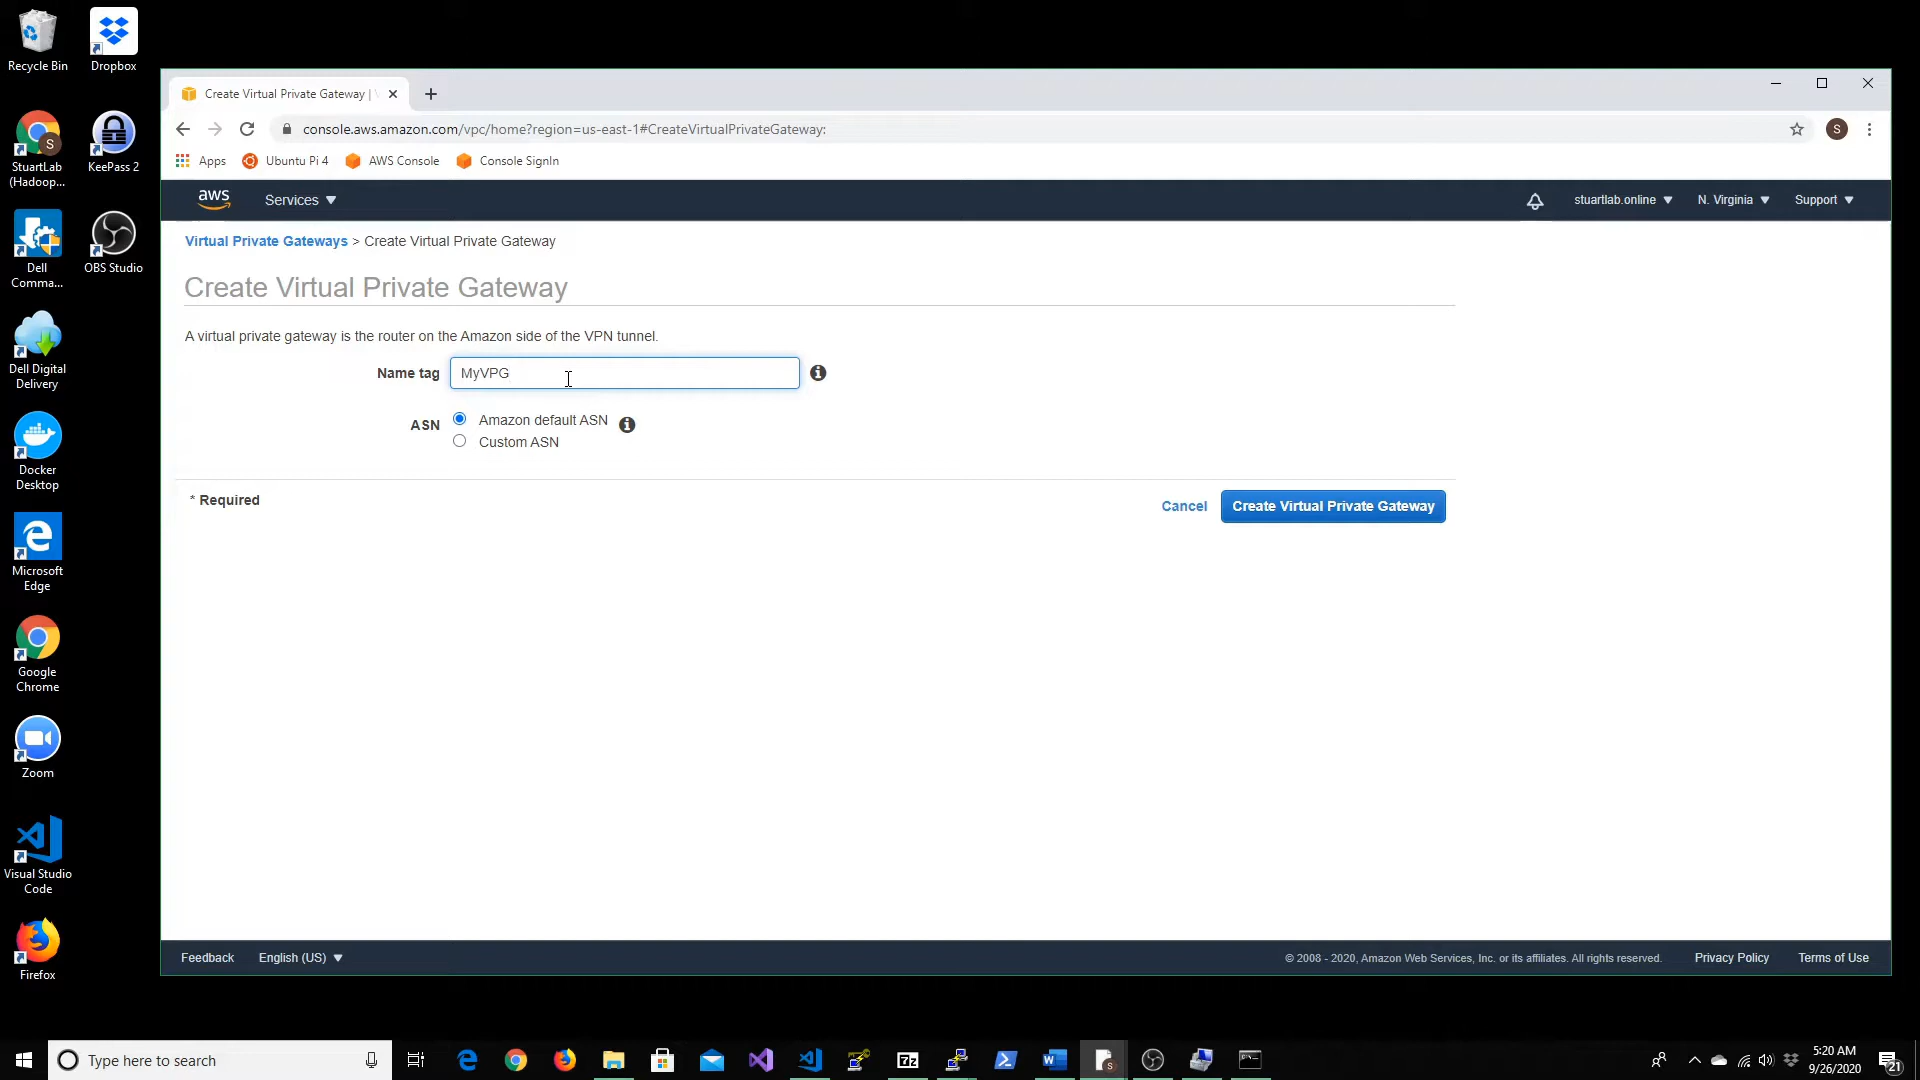 Recycle Bin
Dropbox
StuartLab
(Hadoop...
KeePass 2
Dell
Comma...
OBS Studio
Dell Digital
Delivery
Docker
Desktop
Microsoft
Edge
Google
Chrome
Zoom
Visual Studio
Code
Firefox
Create Virtual Private Gateway |
console.aws.amazon.com/vpc/home?region=us-east-1#CreateVirtualPrivateGateway:
S
Apps Ubuntu Pi 4 AWS Console Console SignIn
aws Services stuartlab.online N. Virginia Support
Virtual Private Gateways > Create Virtual Private Gateway
Create Virtual Private Gateway
A virtual private gateway is the router on the Amazon side of the VPN tunnel.
Name tag MyVPG
ASN Amazon default ASN
Custom ASN
* Required Cancel Create Virtual Private Gateway
Feedback English (US) © 2008 - 2020, Amazon Web Services, Inc. or its affiliates. All rights reserved. Privacy Policy Terms of Use
Type here to search
5:20 AM
9/26/2020
21